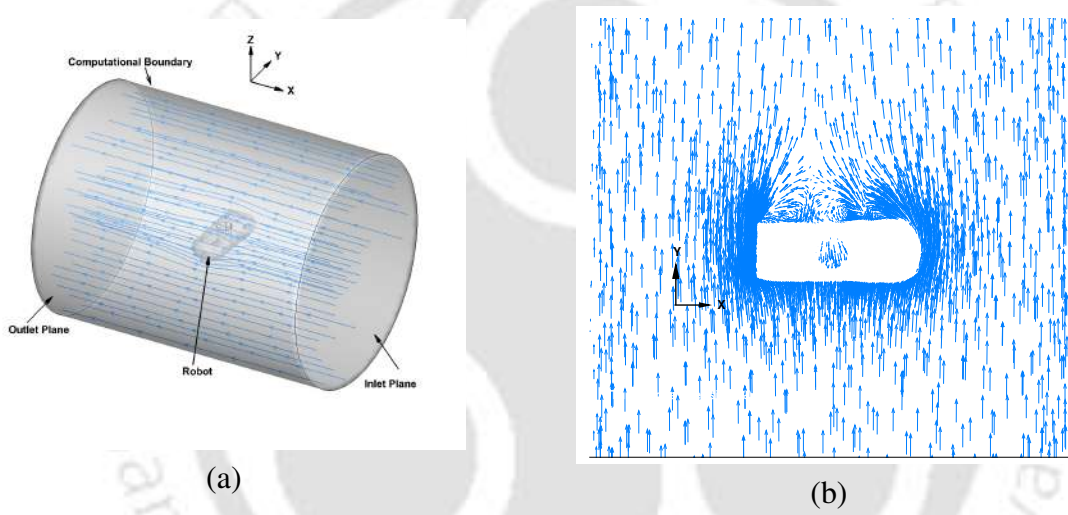 Z
Y
Computational Boundary
X
Outlet Plane
Robot
Inlet Plane
(a)
Y
X
(b)